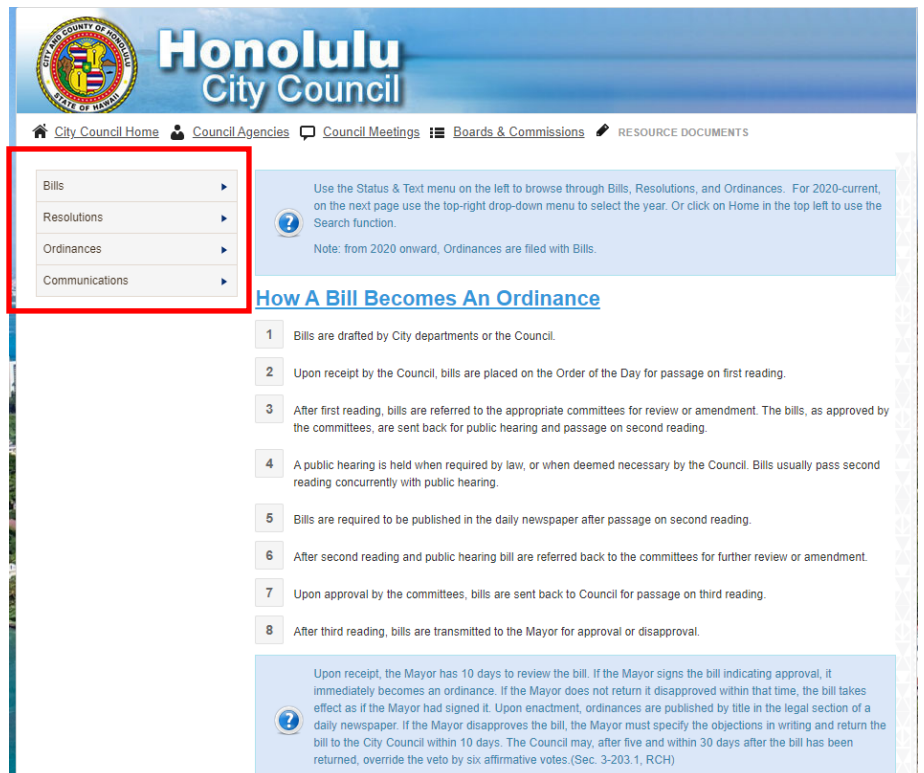 CITY AND COUNTY OF HONOLULU
STATE OF HAWAII
Honolulu
City Council
City Council Home Council Agencies Council Meetings Boards & Commissions RESOURCE DOCUMENTS
Bills
Resolutions
Ordinances
Communications
Use the Status & Text menu on the left to browse through Bills, Resolutions, and Ordinances. For 2020-current,
on the next page use the top-right drop-down menu to select the year. Or click on Home in the top left to use the
Search function.
Note: from 2020 onward, Ordinances are filed with Bills.
How A Bill Becomes An Ordinance
1 Bills are drafted by City departments or the Council.
2 Upon receipt by the Council, bills are placed on the Order of the Day for passage on first reading.
3 After first reading, bills are referred to the appropriate committees for review or amendment. The bills, as approved by
the committees, are sent back for public hearing and passage on second reading.
4 A public hearing is held when required by law, or when deemed necessary by the Council. Bills usually pass second
reading concurrently with public hearing.
5 Bills are required to be published in the daily newspaper after passage on second reading.
6 After second reading and public hearing bill are referred back to the committees for further review or amendment.
7 Upon approval by the committees, bills are sent back to Council for passage on third reading.
8 After third reading, bills are transmitted to the Mayor for approval or disapproval.
Upon receipt, the Mayor has 10 days to review the bill. If the Mayor signs the bill indicating approval, it
immediately becomes an ordinance. If the Mayor does not return it disapproved within that time, the bill takes
effect as if the Mayor had signed it. Upon enactment, ordinances are published by title in the legal section of a
daily newspaper. If the Mayor disapproves the bill, the Mayor must specify the objections in writing and return the
bill to the City Council within 10 days. The Council may, after five and within 30 days after the bill has been
returned, override the veto by six affirmative votes.(Sec. 3-203.1, RCH)